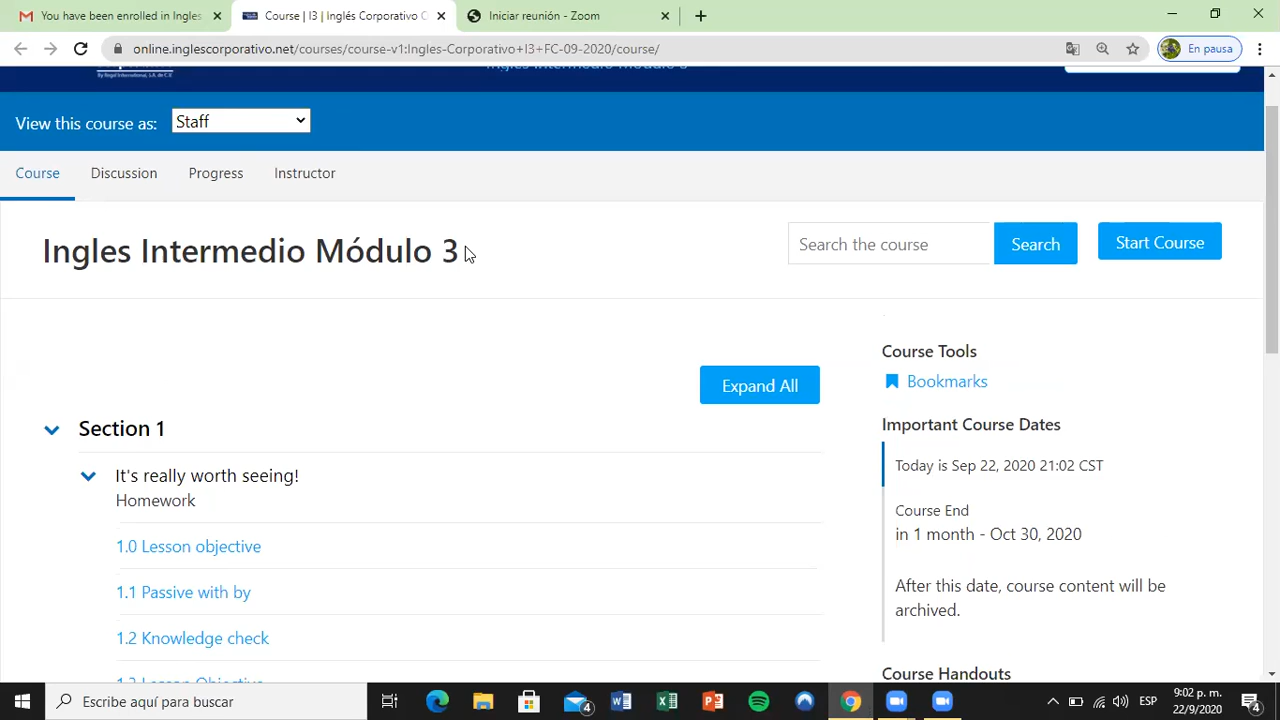 You have been enrolled in Ingles
Course | I3 | Inglés Corporativo O
Iniciar reunión - Zoom
online.inglescorporativo.net/courses/course-v1:Ingles-Corporativo+I3+FC-09-2020/course/
En pausa
View this course as:
Staff
Course
Discussion
Progress
Instructor
Ingles Intermedio Módulo 3
Search the course
Search
Start Course
Expand All
Course Tools
Bookmarks
Section 1
Important Course Dates
It's really worth seeing!
Today is Sep 22, 2020 21:02 CST
Homework
Course End
in 1 month - Oct 30, 2020
1.0 Lesson objective
1.1 Passive with by
After this date, course content will be
archived.
1.2 Knowledge check
Course Handouts
Escribe aquí para buscar
4
ESP
9:02 p. m.
22/9/2020
4